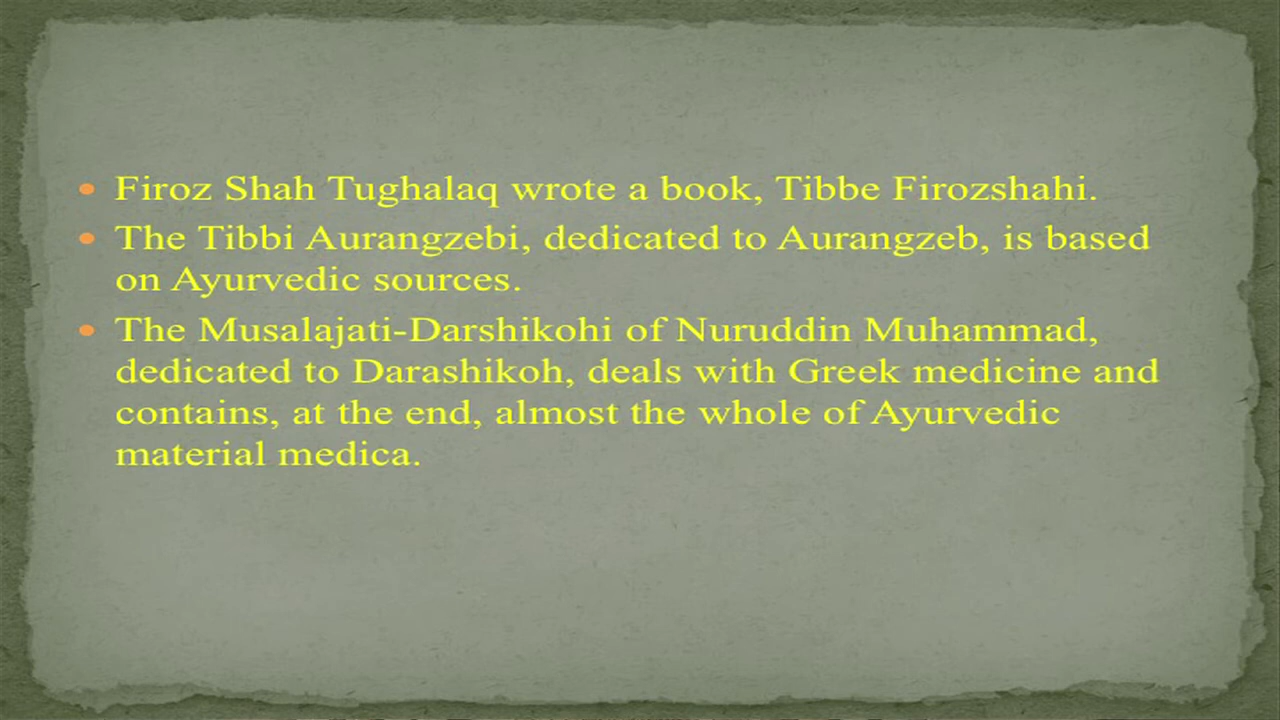 • Firoz Shah Tughalaq wrote a book, Tibbe Firozshahi.
• The Tibbi Aurangzebi, dedicated to Aurangzeb, is based
on Ayurvedic sources.
• The Musalajati-Darshikohi of Nuruddin Muhammad,
dedicated to Darashikoh, deals with Greek medicine and
contains, at the end, almost the whole of Ayurvedic
material medica.